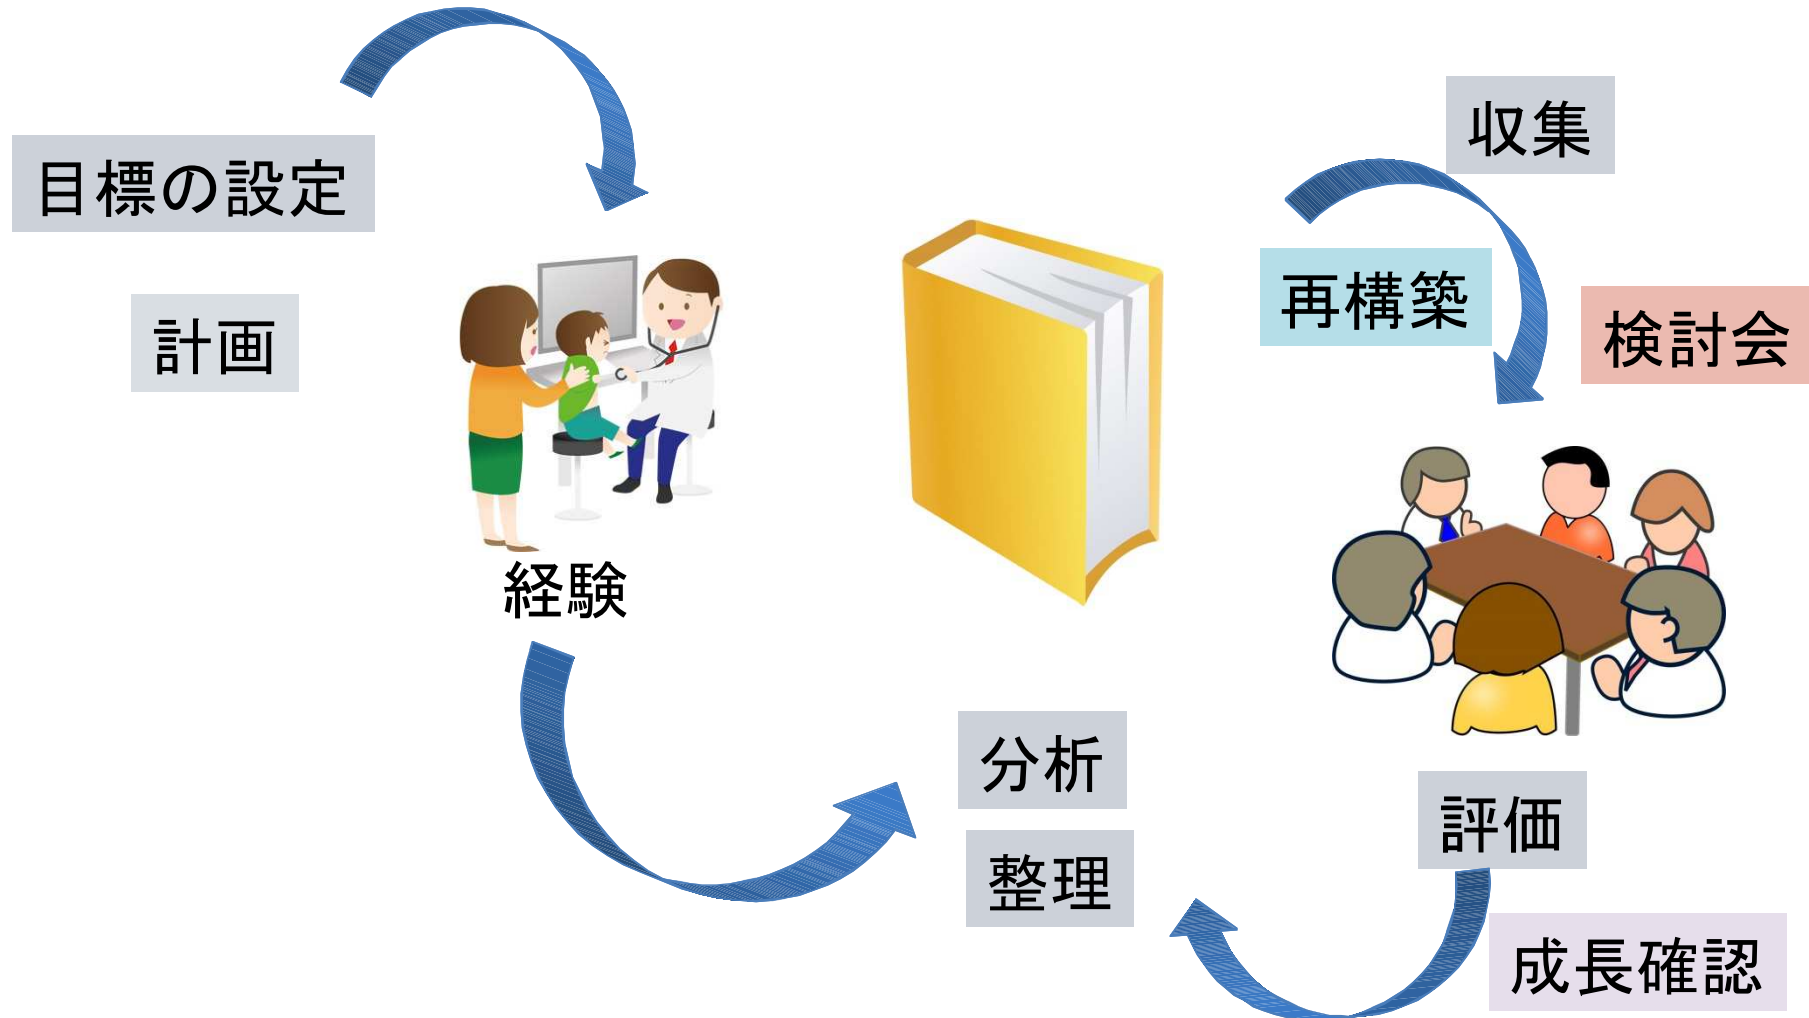 目標の設定
計画
経験
分析
整理
収集
再構築
検討会
評価
成長確認